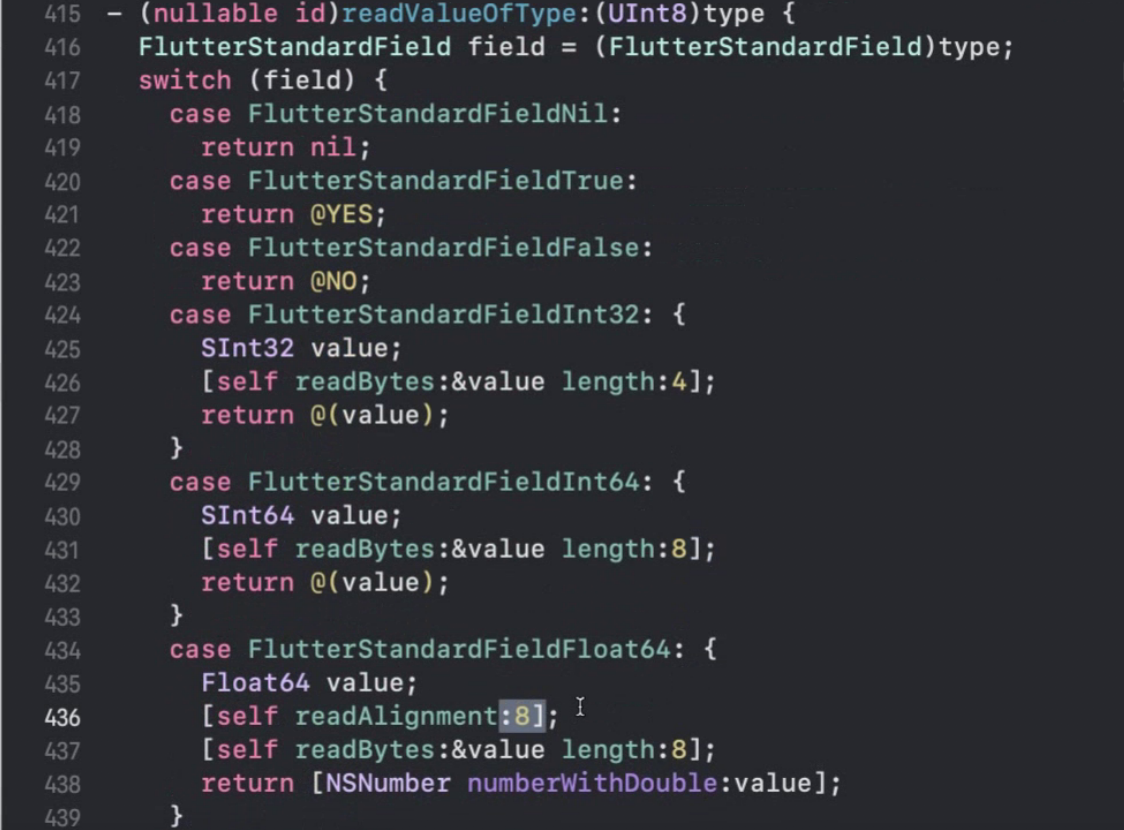 415 - (nullable id)readValueOfType:(UInt8)type {
416 FlutterStandardField field = (FlutterStandardField)type;
417 switch (field) {
418 case FlutterStandardFieldNil:
419 return nil;
420 case FlutterStandardFieldTrue:
421 return @YES;
422 case FlutterStandardFieldFalse:
423 return @NO;
424 case FlutterStandardFieldInt32: {
425 SInt32 value;
426 [self readBytes:&value length:4];
427 return @(value);
428 }
429 case FlutterStandardFieldInt64: {
430 SInt64 value;
431 [self readBytes:&value length:8];
432 return @(value);
433 }
434 case FlutterStandardFieldFloat64: {
435 Float64 value;
436 [self readAlignment:8];
437 [self readBytes:&value length:8];
438 return [NSNumber numberWithDouble:value];
439 }